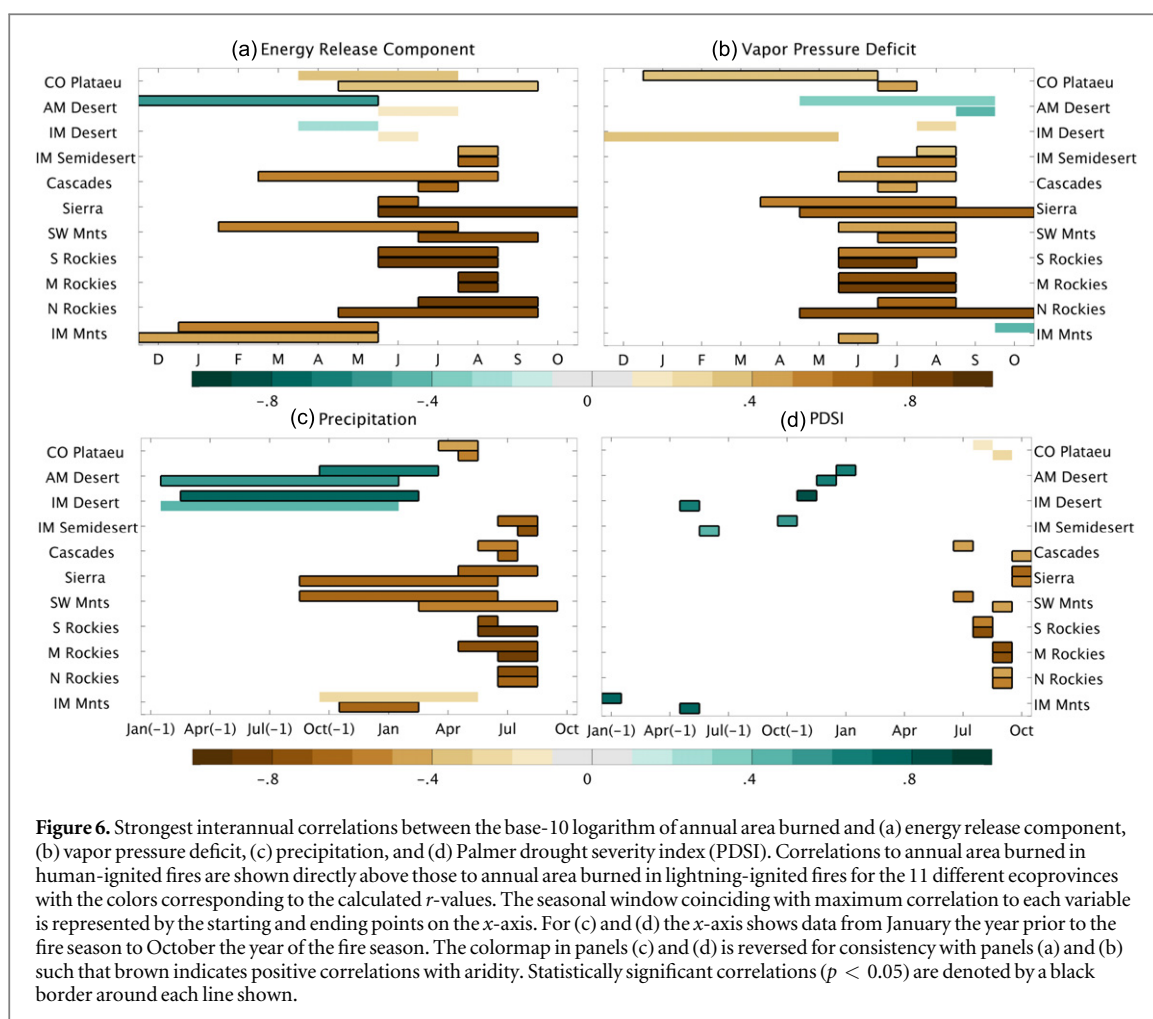 (a) Energy Release Component
(b) Vapor Pressure Deficit
CO Plataeu
AM Desert
IM Desert
IM Semidesert
Cascades
Sierra
SW Mnts
S Rockies
M Rockies
N Rockies
IM Mnts
D J F M A M J J A S O
CO Plataeu
AM Desert
IM Desert
IM Semidesert
Cascades
Sierra
SW Mnts
S Rockies
M Rockies
N Rockies
IM Mnts
D J F M A M J J A S O
-.8 -.4 0 .4 .8
(c) Precipitation
(d) PDSI
CO Plataeu
AM Desert
IM Desert
IM Semidesert
Cascades
Sierra
SW Mnts
S Rockies
M Rockies
N Rockies
IM Mnts
Jan(-1) Apr(-1) Jul(-1) Oct(-1) Jan Apr Jul Oct
CO Plataeu
AM Desert
IM Desert
IM Semidesert
Cascades
Sierra
SW Mnts
S Rockies
M Rockies
N Rockies
IM Mnts
Jan(-1) Apr(-1) Jul(-1) Oct(-1) Jan Apr Jul Oct
-.8 -.4 0 .4 .8
Figure 6. Strongest interannual correlations between the base-10 logarithm of annual area burned and (a) energy release component,
(b) vapor pressure deficit, (c) precipitation, and (d) Palmer drought severity index (PDSI). Correlations to annual area burned in
human-ignited fires are shown directly above those to annual area burned in lightning-ignited fires for the 11 different ecoprovinces
with the colors corresponding to the calculated r-values. The seasonal window coinciding with maximum correlation to each variable
is represented by the starting and ending points on the x-axis. For (c) and (d) the x-axis shows data from January the year prior to the
fire season to October the year of the fire season. The colormap in panels (c) and (d) is reversed for consistency with panels (a) and (b)
such that brown indicates positive correlations with aridity. Statistically significant correlations (p < 0.05) are denoted by a black
border around each line shown.